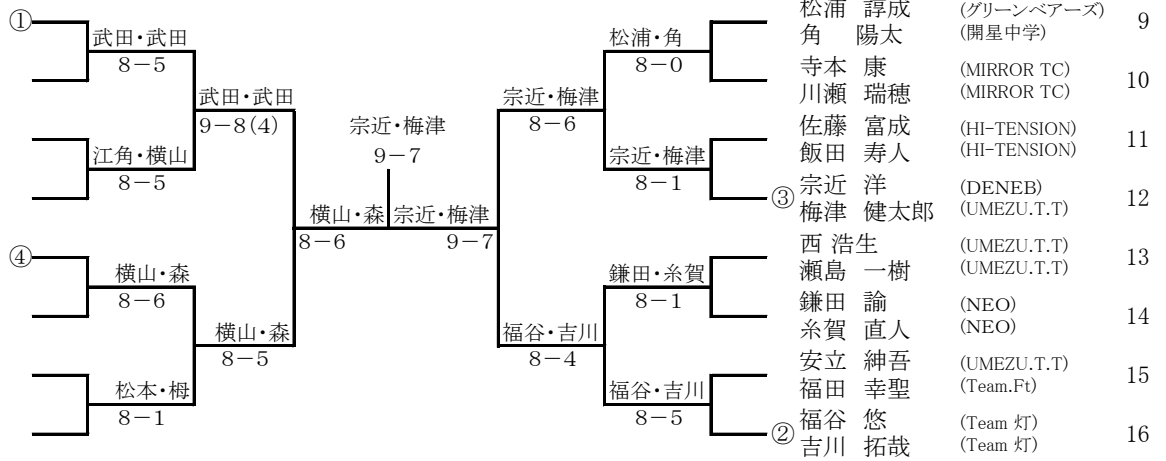 ①
武田・武田
8－5
武田・武田
9－8(4)
江角・横山
8－5
横山・森
8－6
④
横山・森
8－6
横山・森
8－5
松本・栂
8－1
宗近・梅津
9－7
宗近・梅津
9－7
松浦・角
8－0
宗近・梅津
8－6
宗近・梅津
8－1
鎌田・糸賀
8－1
福谷・吉川
8－4
福谷・吉川
8－5
松浦 諄成 (グリーンベアーズ) 9
角 陽太 (開星中学)
寺本 康 (MIRROR TC) 10
川瀬 瑞穂 (MIRROR TC)
佐藤 富成 (HI-TENSION) 11
飯田 寿人 (HI-TENSION)
③ 宗近 洋 (DENEB) 12
梅津 健太郎 (UMEZU.T.T)
西 浩生 (UMEZU.T.T) 13
瀬島 一樹 (UMEZU.T.T)
鎌田 諭 (NEO) 14
糸賀 直人 (NEO)
安立 紳吾 (UMEZU.T.T) 15
福田 幸聖 (Team.Ft)
② 福谷 悠 (Team 灯) 16
吉川 拓哉 (Team 灯)